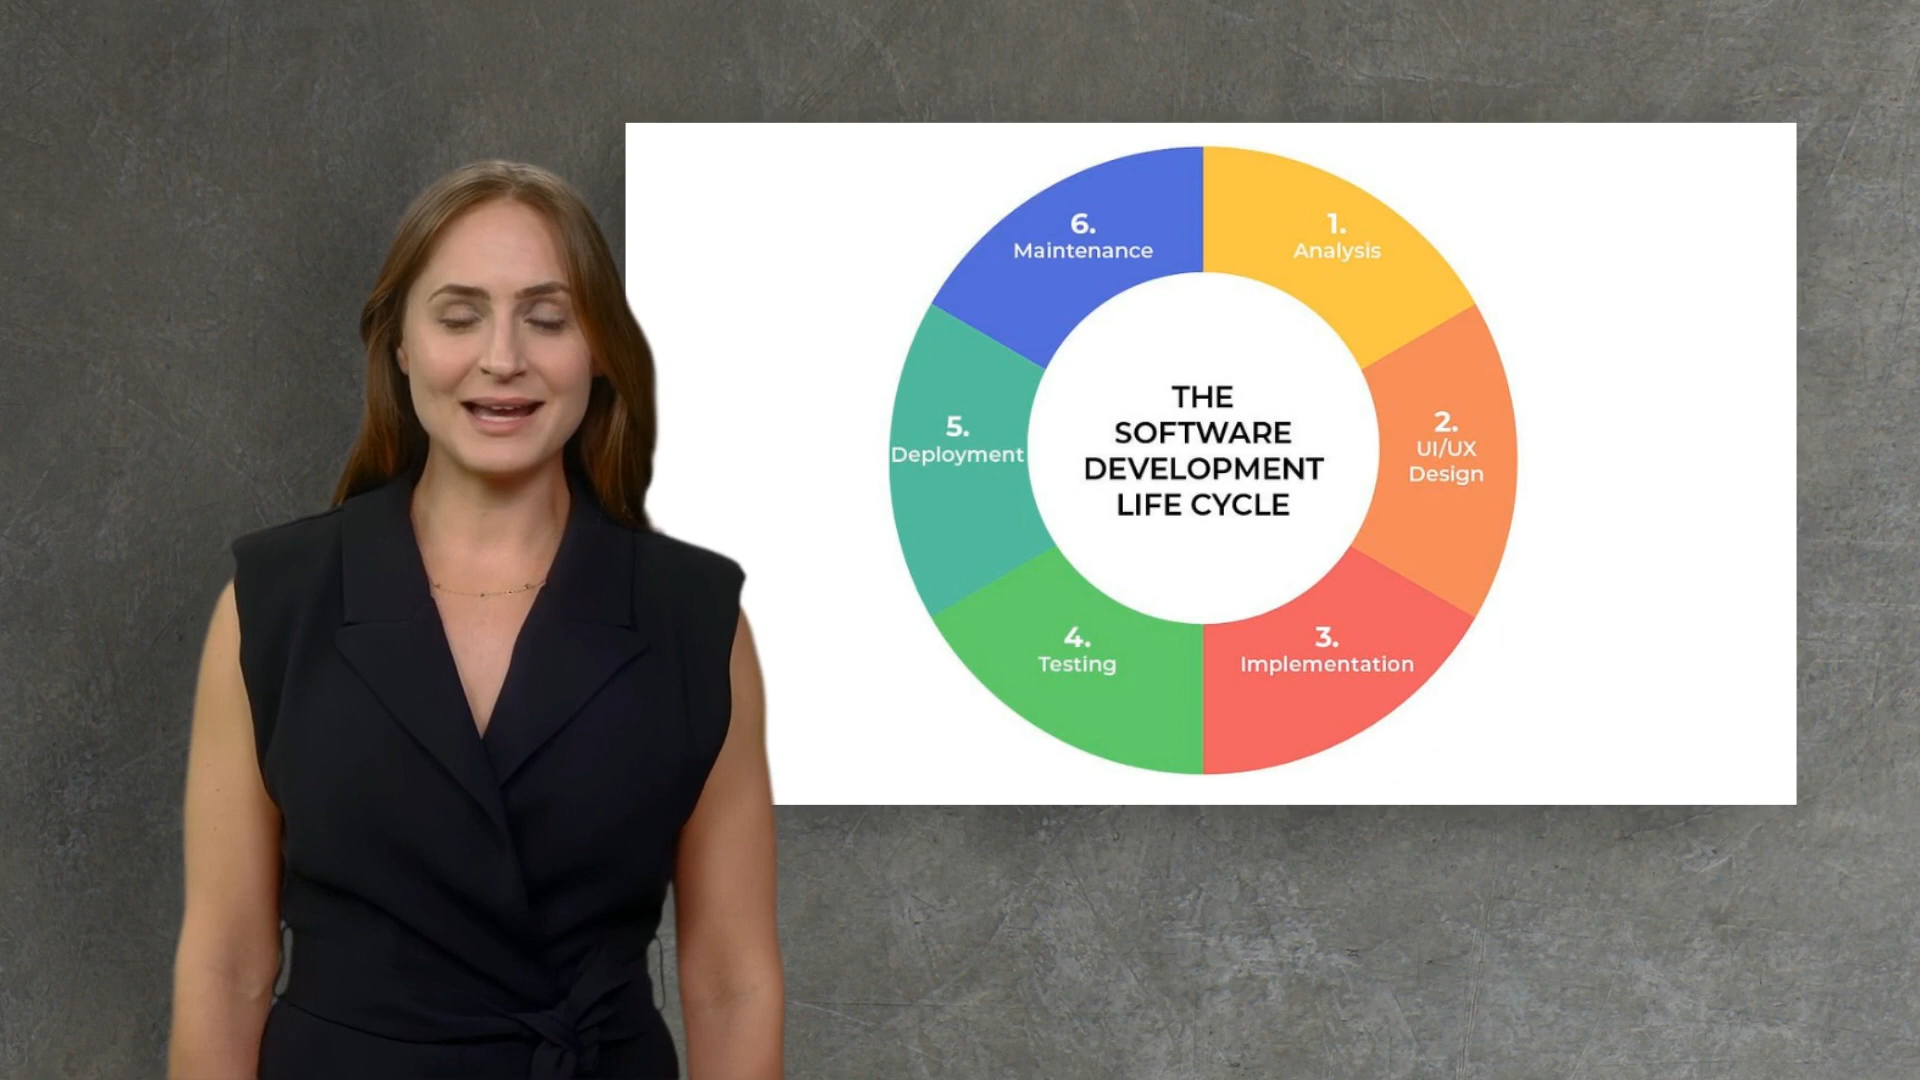 THE
SOFTWARE
DEVELOPMENT
LIFE CYCLE
1.
Analysis
2.
UI/UX
Design
3.
Implementation
4.
Testing
5.
Deployment
6.
Maintenance